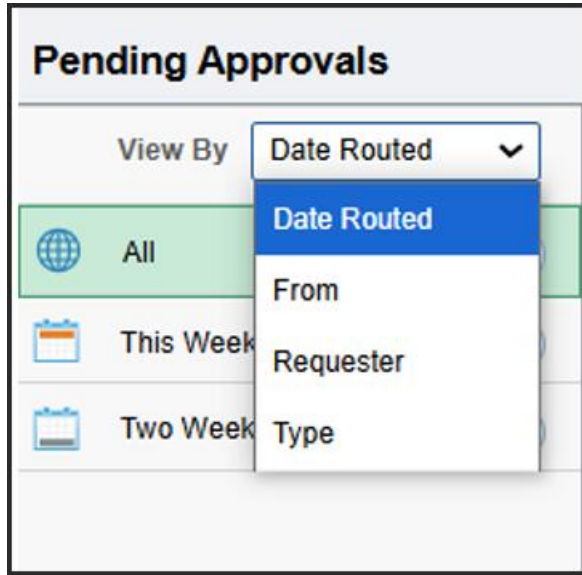 Pending Approvals
View By Date Routed
Date Routed
All
From
This Week
Requester
Two Week
Type